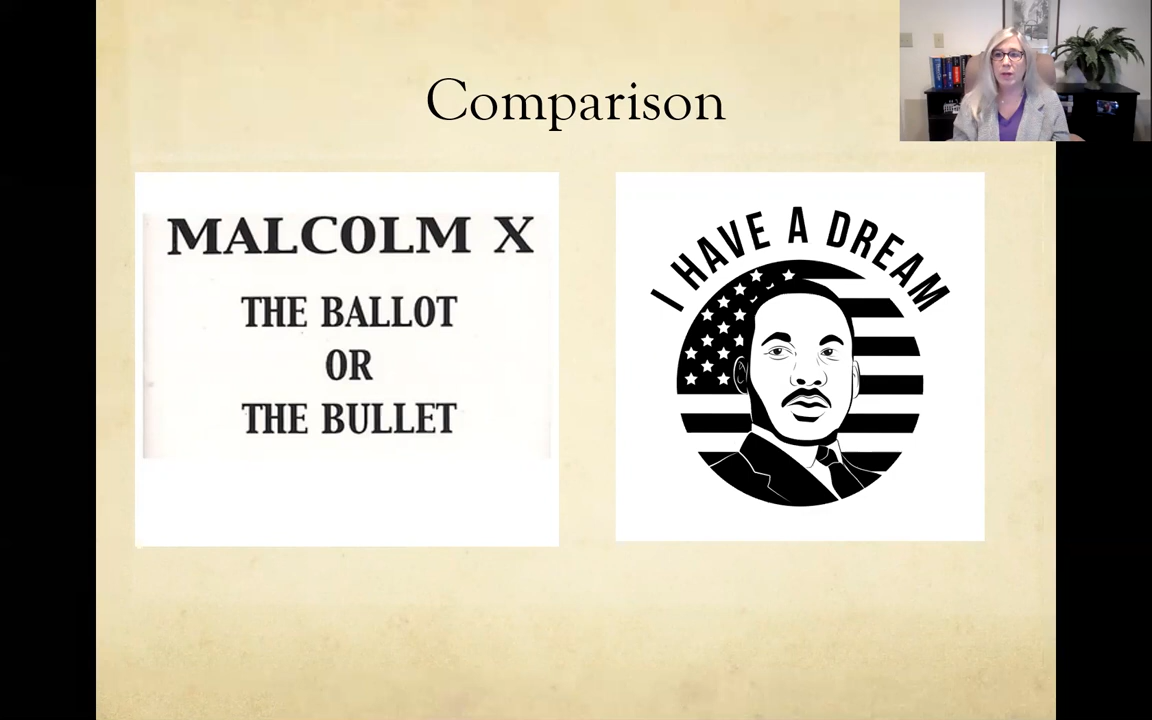 Comparison
MALCOLM X
THE BALLOT
OR
THE BULLET
I HAVE A DREAM